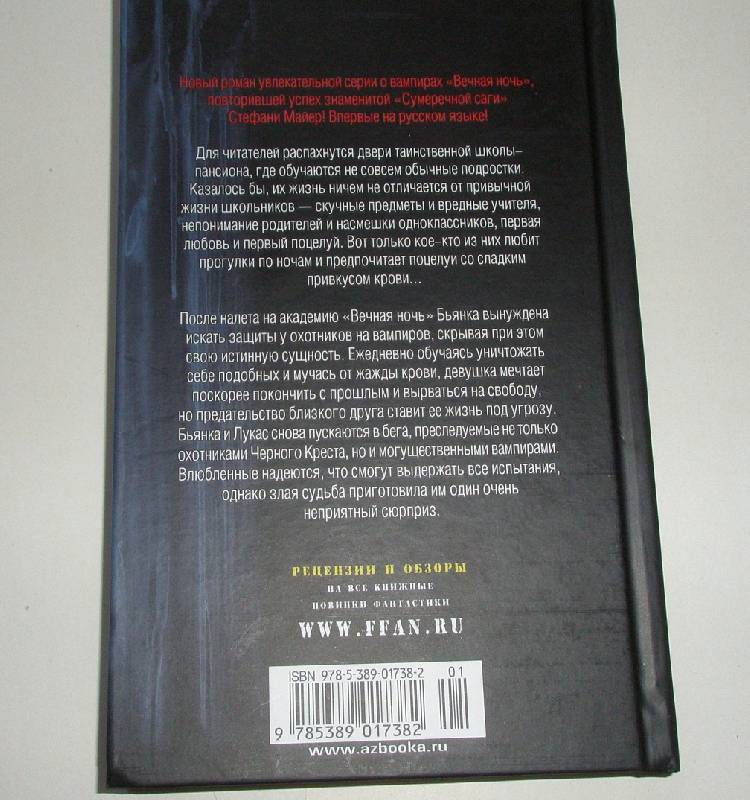 Новый роман увлекательной серии о вампирах «Вечная ночь»,
повторившей успех знаменитой «Сумеречной саги»
Стефани Майер! Впервые на русском языке!
Для читателей распахнутся двери таинственной школы–
пансиона, где обучаются не совсем обычные подростки.
Казалось бы, их жизнь ничем не отличается от привычной
жизни школьников — скучные предметы и вредные учителя,
непонимание родителей и насмешки одноклассников, первая
любовь и первый поцелуй. Вот только кое–кто из них любит
прогулки по ночам и предпочитает поцелуи со сладким
привкусом крови...
После налета на академию «Вечная ночь» Бьянка вынуждена
искать защиты у охотников на вампиров, скрывая при этом
свою истинную сущность. Ежедневно обучаясь уничтожать
себе подобных и мучась от жажды крови, девушка мечтает
поскорее покончить с прошлым и вырваться на свободу,
но предательство близкого друга ставит ее жизнь под угрозу.
Бьянка и Лукас снова пускаются в бега, преследуемые не только
охотниками Черного Креста, но и могущественными вампирами.
Влюбленные надеются, что смогут выдержать все испытания,
однако злая судьба приготовила им один очень
неприятный сюрприз.
РЕЦЕНЗИИ И ОБЗОРЫ
НА ВСЕ КНИЖНЫЕ
НОВИНКИ ФАНТАСТИКИ
WWW.FFAN.RU
ISBN 978-5-389-01738-2 01
9 785389 017382
www.azbooka.ru